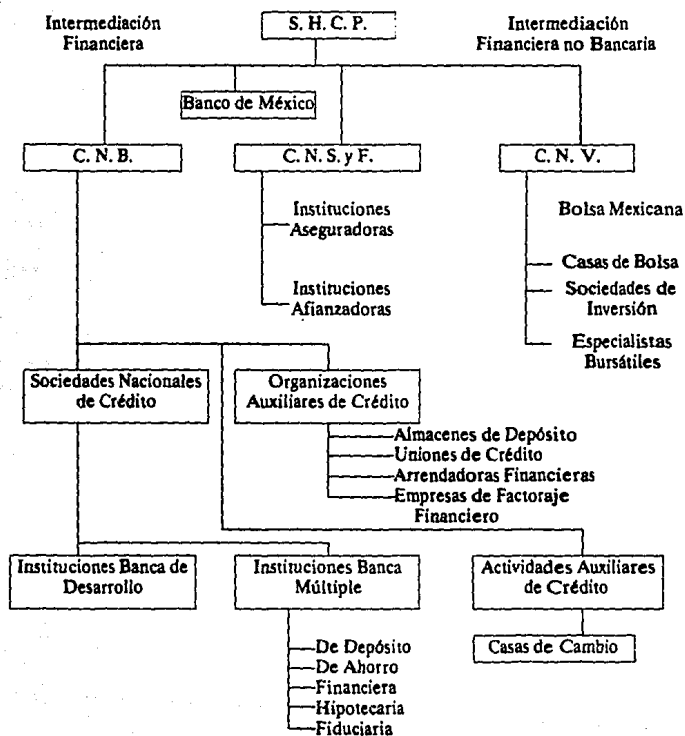 Intermediación
Financiera
S. H. C. P.
Intermediación
Financiera no Bancaria
Banco de México
C. N. B.
C. N. S. y F.
C. N. V.
Instituciones
Aseguradoras
Instituciones
Afianzadoras
Bolsa Mexicana
Casas de Bolsa
Sociedades de
Inversión
Especialistas
Bursátiles
Sociedades Nacionales
de Crédito
Organizaciones
Auxiliares de Crédito
Almacenes de Depósito
Uniones de Crédito
Arrendadoras Financieras
Empresas de Factoraje
Financiero
Instituciones Banca de
Desarrollo
Instituciones Banca
Múltiple
Actividades Auxiliares
de Crédito
De Depósito
De Ahorro
Financiera
Hipotecaria
Fiduciaria
Casas de Cambio